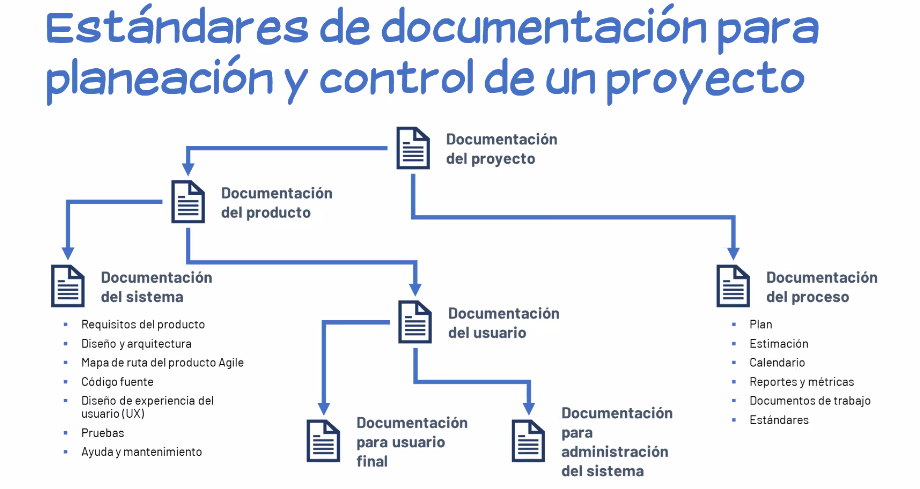 Estándares de documentación para
planeación y control de un proyecto
Documentación
del proyecto
Documentación
del producto
Documentación
del sistema
Requisitos del producto
Diseño y arquitectura
Mapa de ruta del producto Agile
Código fuente
Diseño de experiencia del
usuario (UX)
Pruebas
Ayuda y mantenimiento
Documentación
del usuario
Documentación
para usuario
final
Documentación
para
administración
del sistema
Documentación
del proceso
Plan
Estimación
Calendario
Reportes y métricas
Documentos de trabajo
Estándares